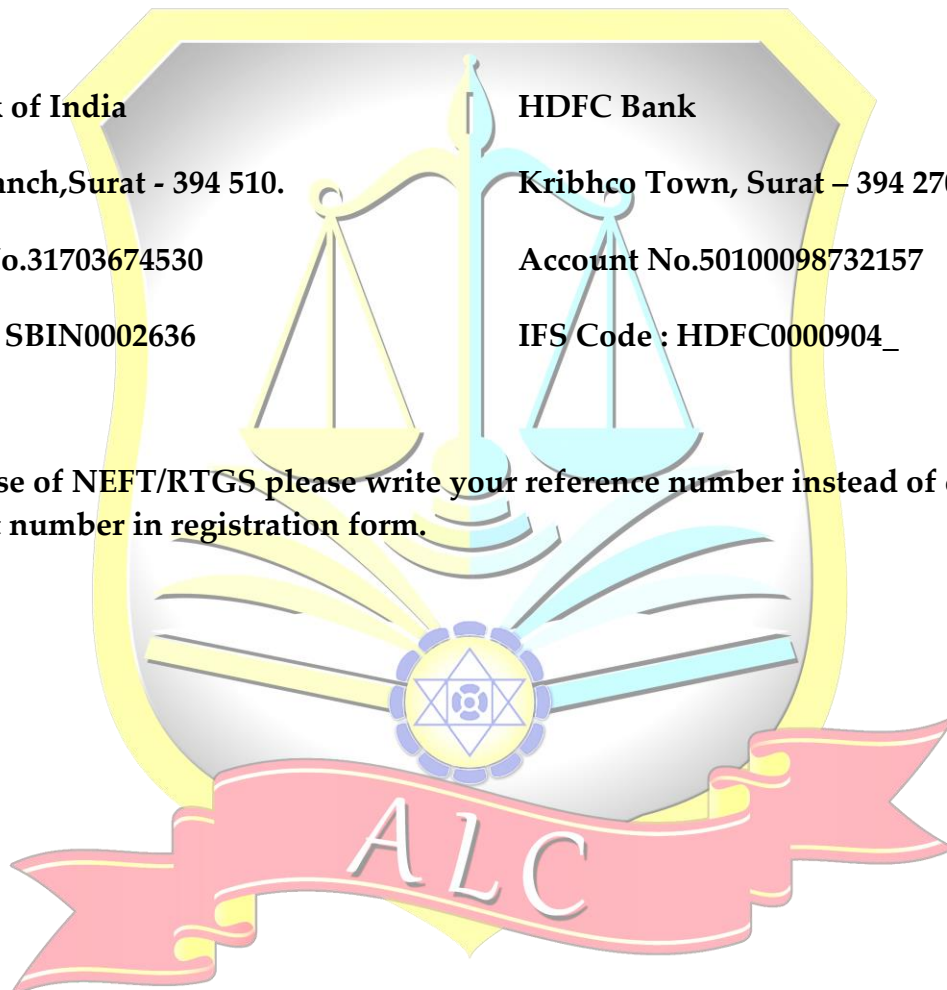 of India
HDFC Bank
anch,Surat - 394 510.
Kribhco Town, Surat – 394 270
o.31703674530
Account No.50100098732157
SBIN0002636
IFS Code : HDFC0000904_
se of NEFT/RTGS please write your reference number instead of
number in registration form.
ALC